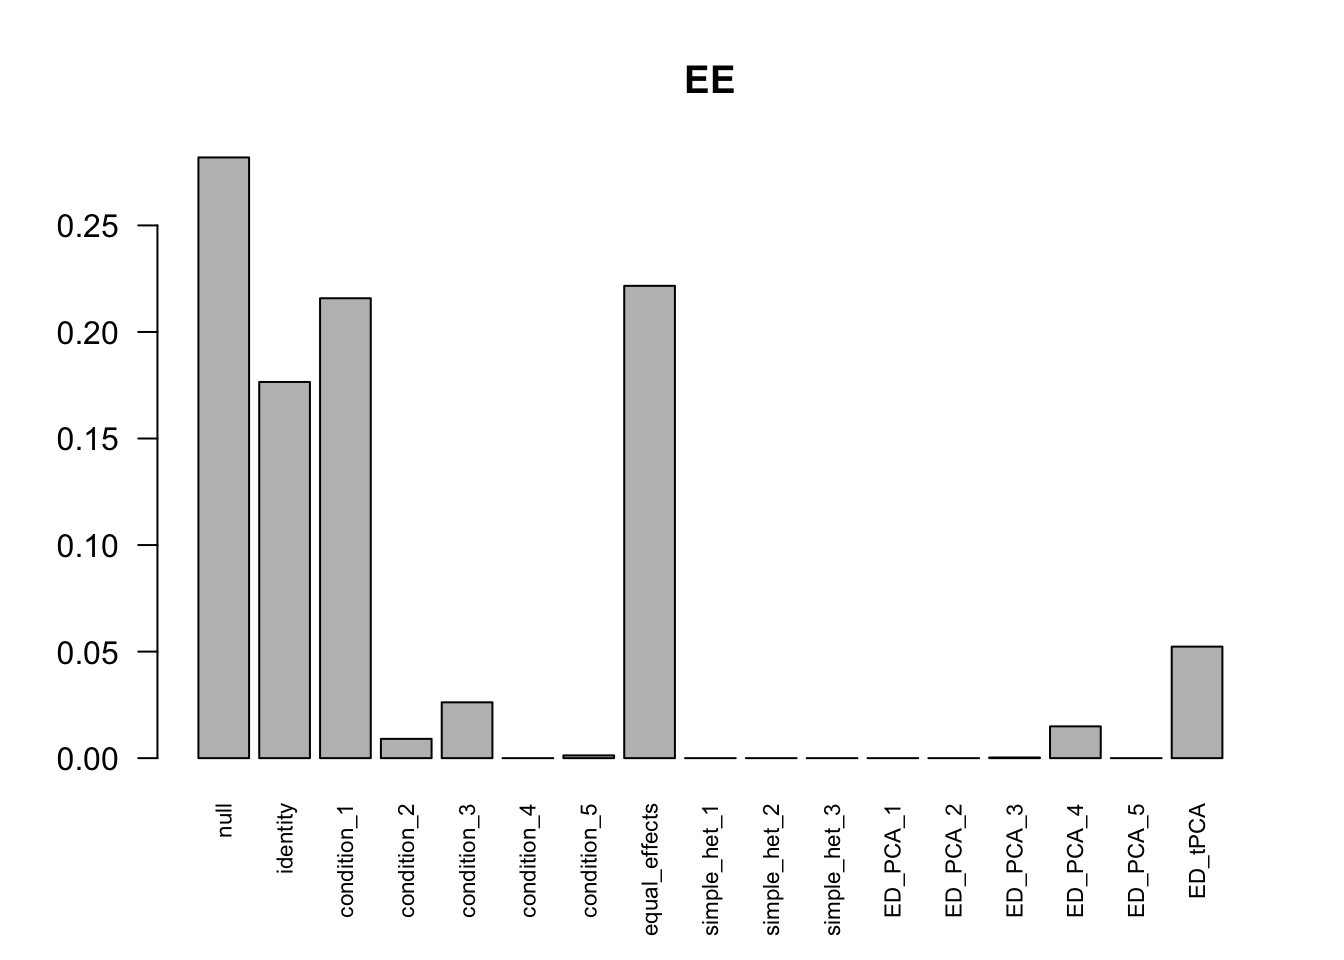 EE
0.25
0.20
0.15
0.10
0.05
0.00
null
identity
condition_1
condition_2
condition_3
condition_4
condition_5
equal_effects
simple_het_1
simple_het_2
simple_het_3
ED_PCA_1
ED_PCA_2
ED_PCA_3
ED_PCA_4
ED_PCA_5
ED_tPCA